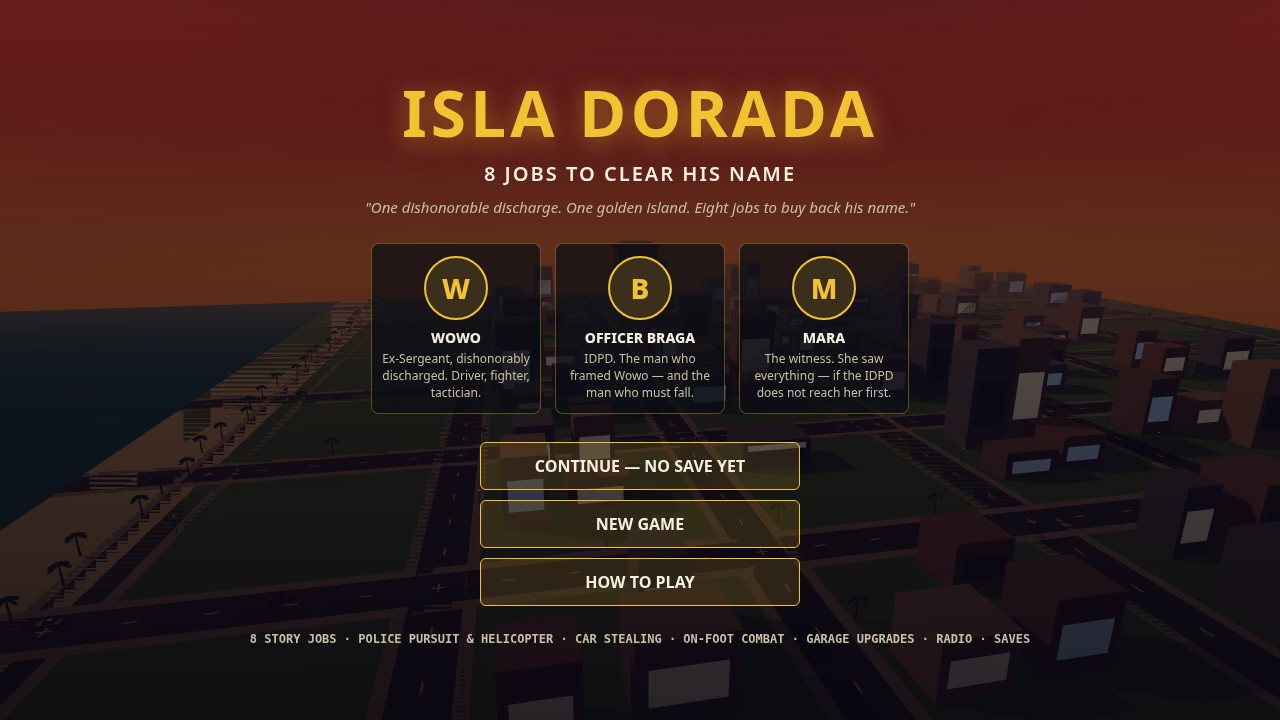 ISLA DORADA
8 JOBS TO CLEAR HIS NAME
"One dishonorable discharge. One golden island. Eight jobs to buy back his name."
W
WOWO
Ex-Sergeant, dishonorably
discharged. Driver, fighter,
tactician.
B
OFFICER BRAGA
IDPD. The man who
framed Wowo — and the
man who must fall.
M
MARA
The witness. She saw
everything — if the IDPD
does not reach her first.
CONTINUE — NO SAVE YET
NEW GAME
HOW TO PLAY
8 STORY JOBS · POLICE PURSUIT & HELICOPTER · CAR STEALING · ON-FOOT COMBAT · GARAGE UPGRADES · RADIO · SAVES